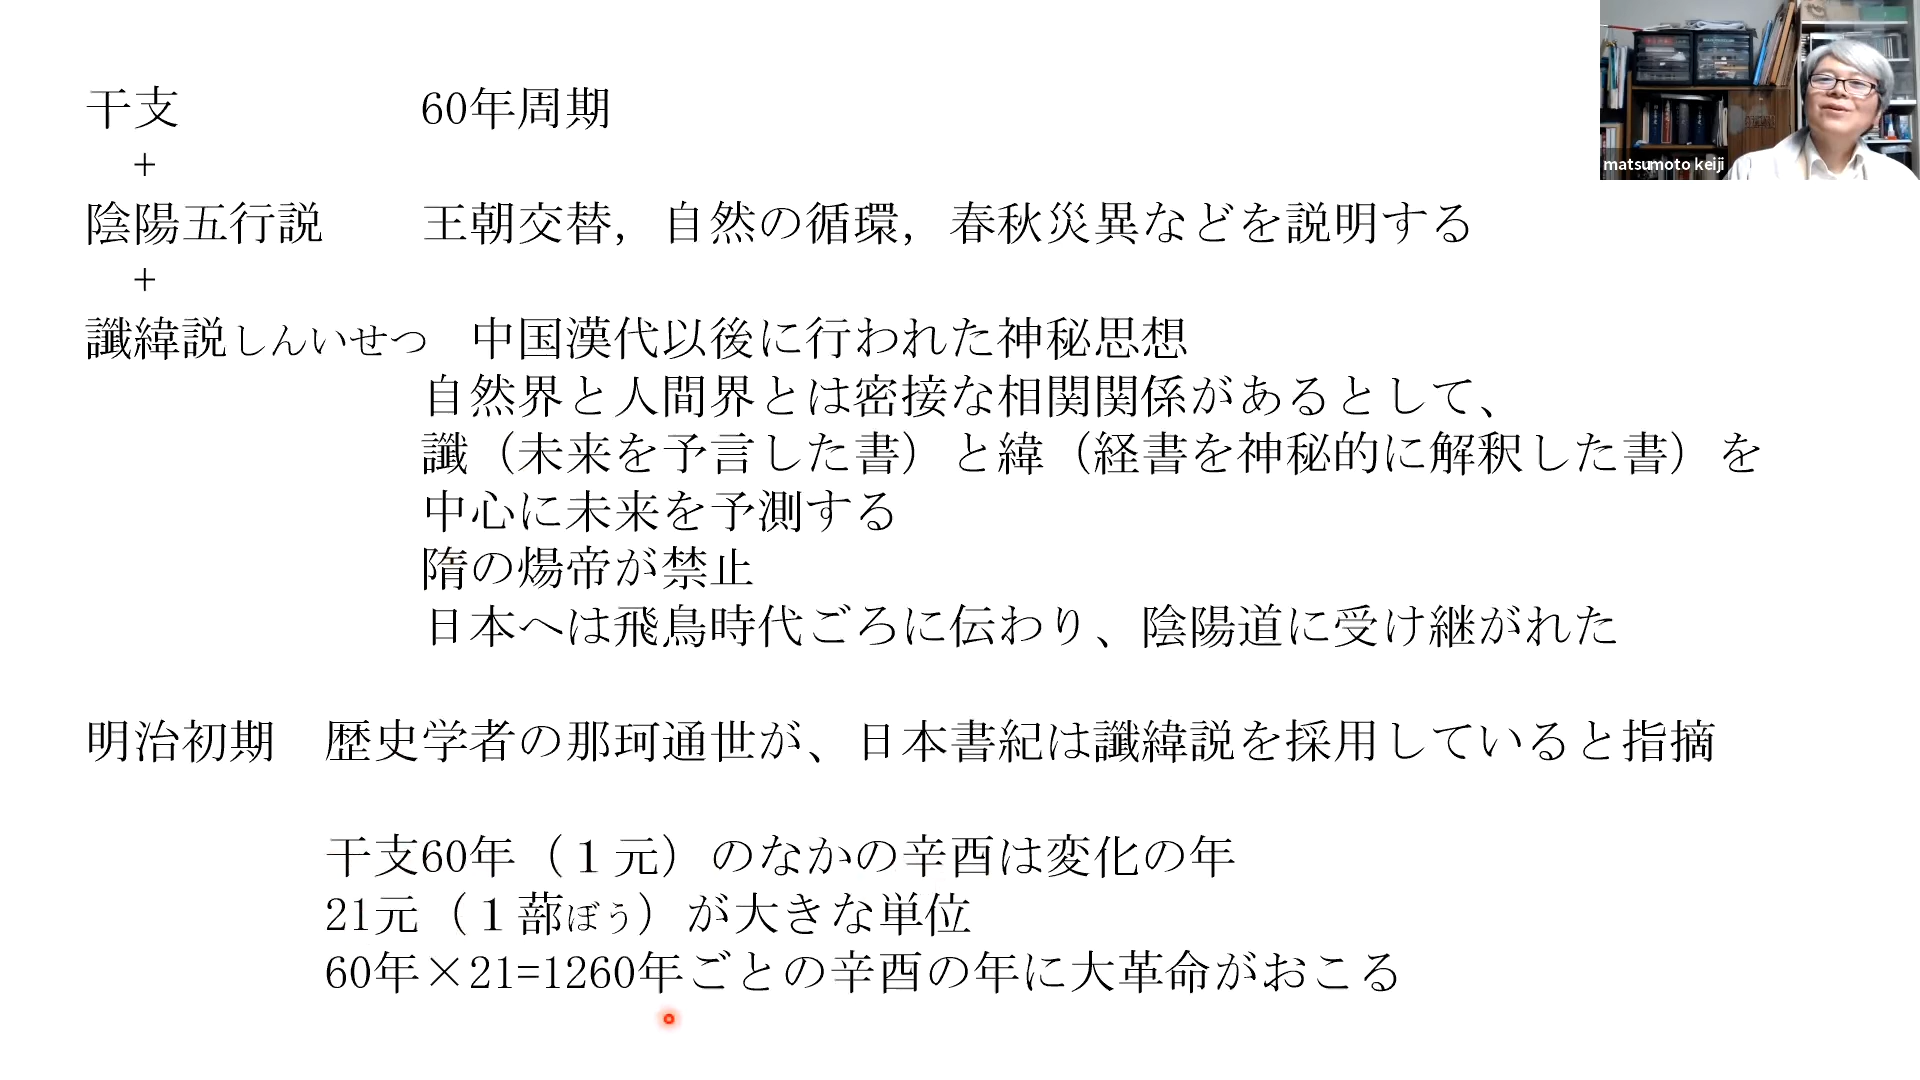 干支　60年周期
＋
陰陽五行説　王朝交替，自然の循環，春秋災異などを説明する
＋
讖緯説しんいせつ　中国漢代以後に行われた神秘思想
自然界と人間界とは密接な相関関係があるとして、
讖（未来を予言した書）と緯（経書を神秘的に解釈した書）を
中心に未来を予測する
隋の煬帝が禁止
日本へは飛鳥時代ごろに伝わり、陰陽道に受け継がれた
明治初期　歴史学者の那珂通世が、日本書紀は讖緯説を採用していると指摘
干支60年（１元）のなかの辛酉は変化の年
21元（１蔀ぼう）が大きな単位
60年×21=1260年ごとの辛酉の年に大革命がおこる
matsumoto keiji